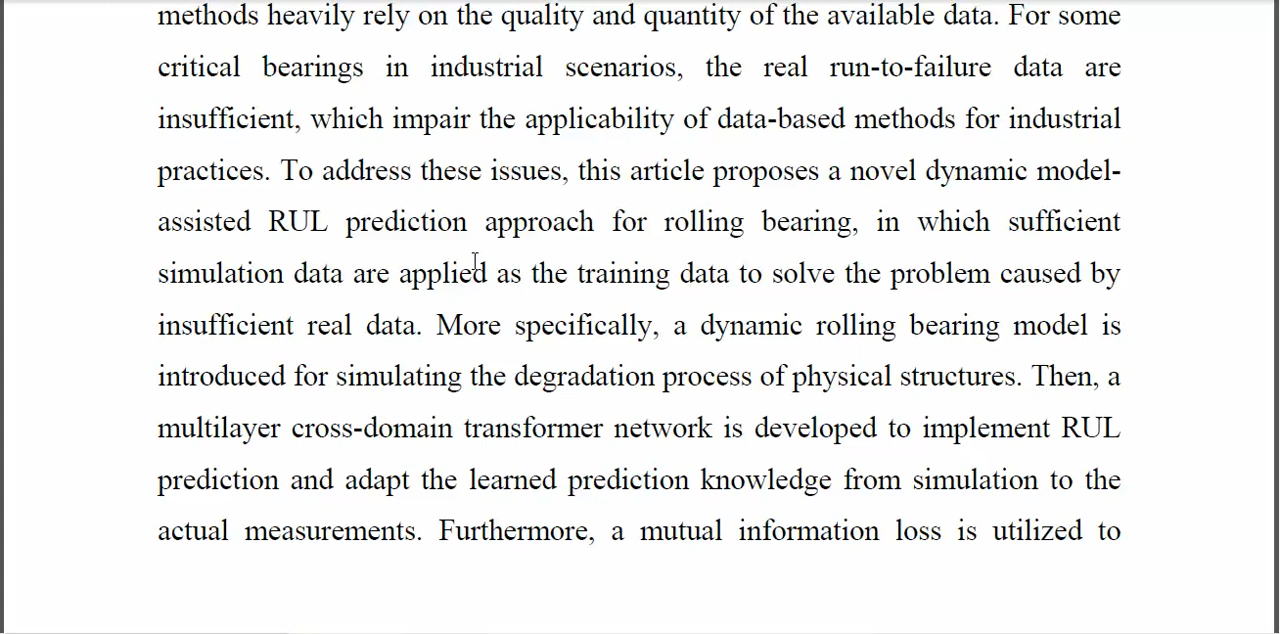 methods heavily rely on the quality and quantity of the available data. For some
critical bearings in industrial scenarios, the real run-to-failure data are
insufficient, which impair the applicability of data-based methods for industrial
practices. To address these issues, this article proposes a novel dynamic model-
assisted RUL prediction approach for rolling bearing, in which sufficient
simulation data are applied as the training data to solve the problem caused by
insufficient real data. More specifically, a dynamic rolling bearing model is
introduced for simulating the degradation process of physical structures. Then, a
multilayer cross-domain transformer network is developed to implement RUL
prediction and adapt the learned prediction knowledge from simulation to the
actual measurements. Furthermore, a mutual information loss is utilized to